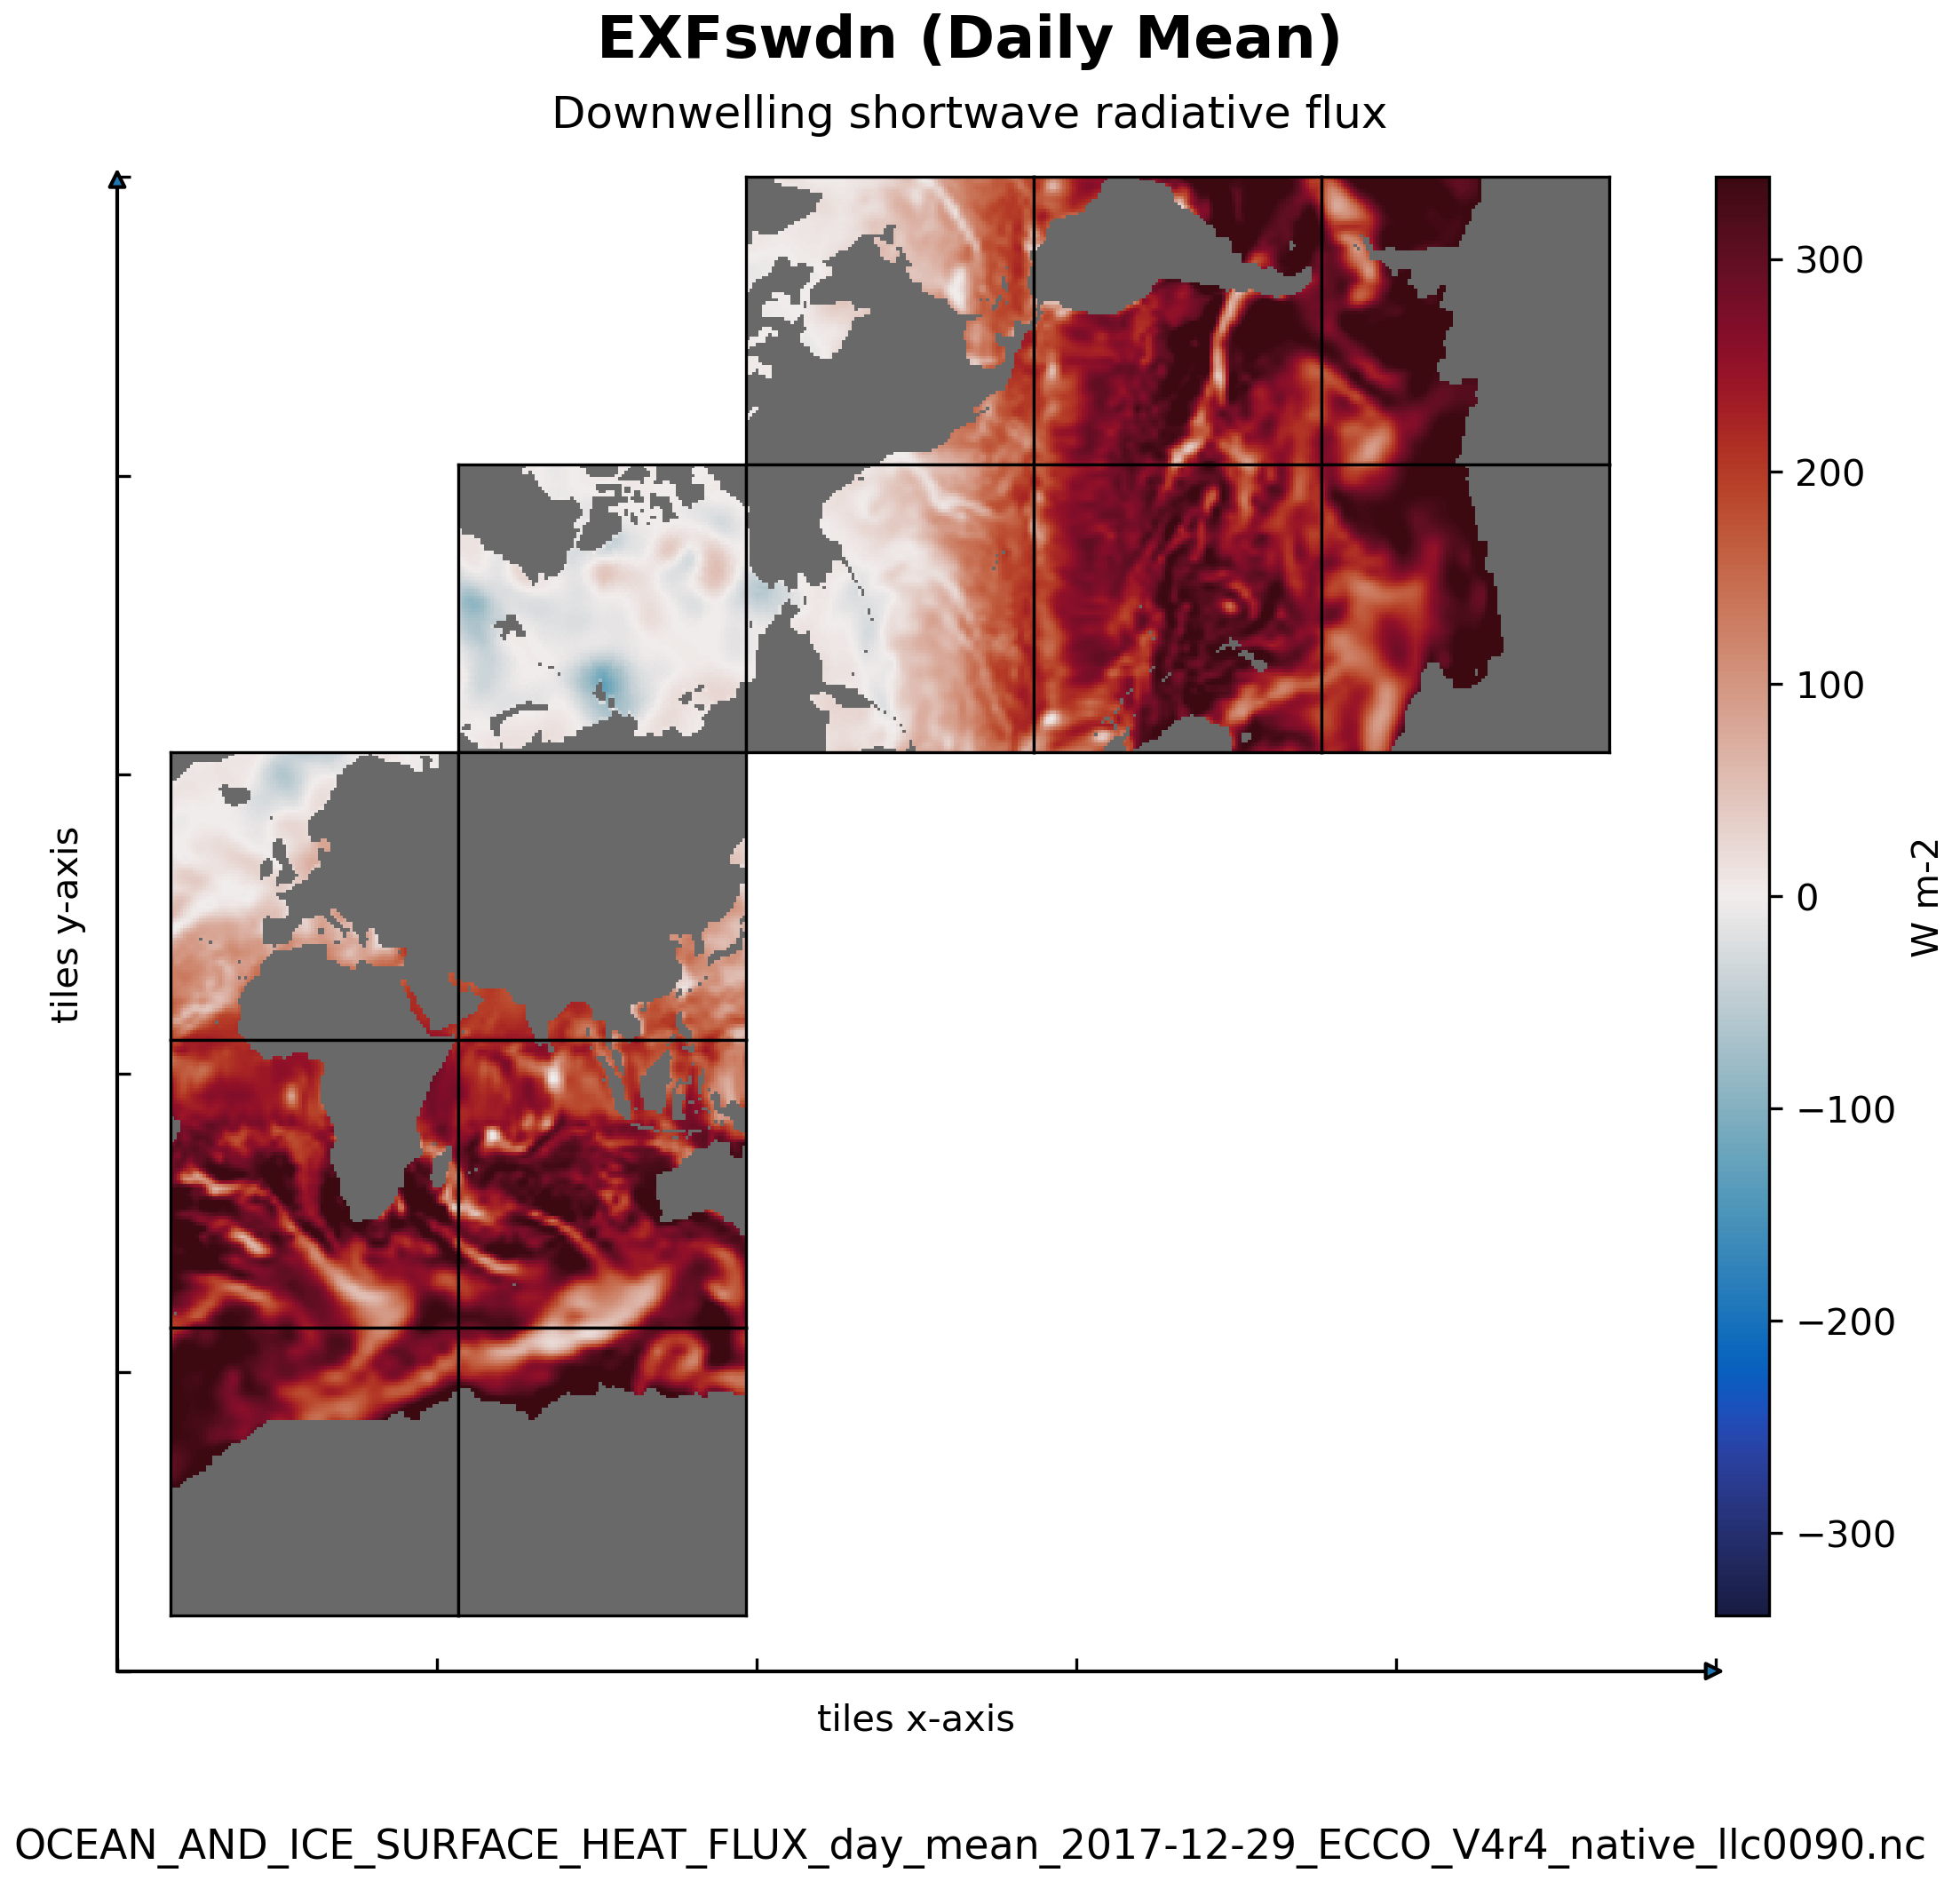 EXFswdn (Daily Mean)
Downwelling shortwave radiative flux
tiles y-axis
300
200
100
0
−100
−200
−300
W m-2
tiles x-axis
OCEAN_AND_ICE_SURFACE_HEAT_FLUX_day_mean_2017-12-29_ECCO_V4r4_native_llc0090.nc